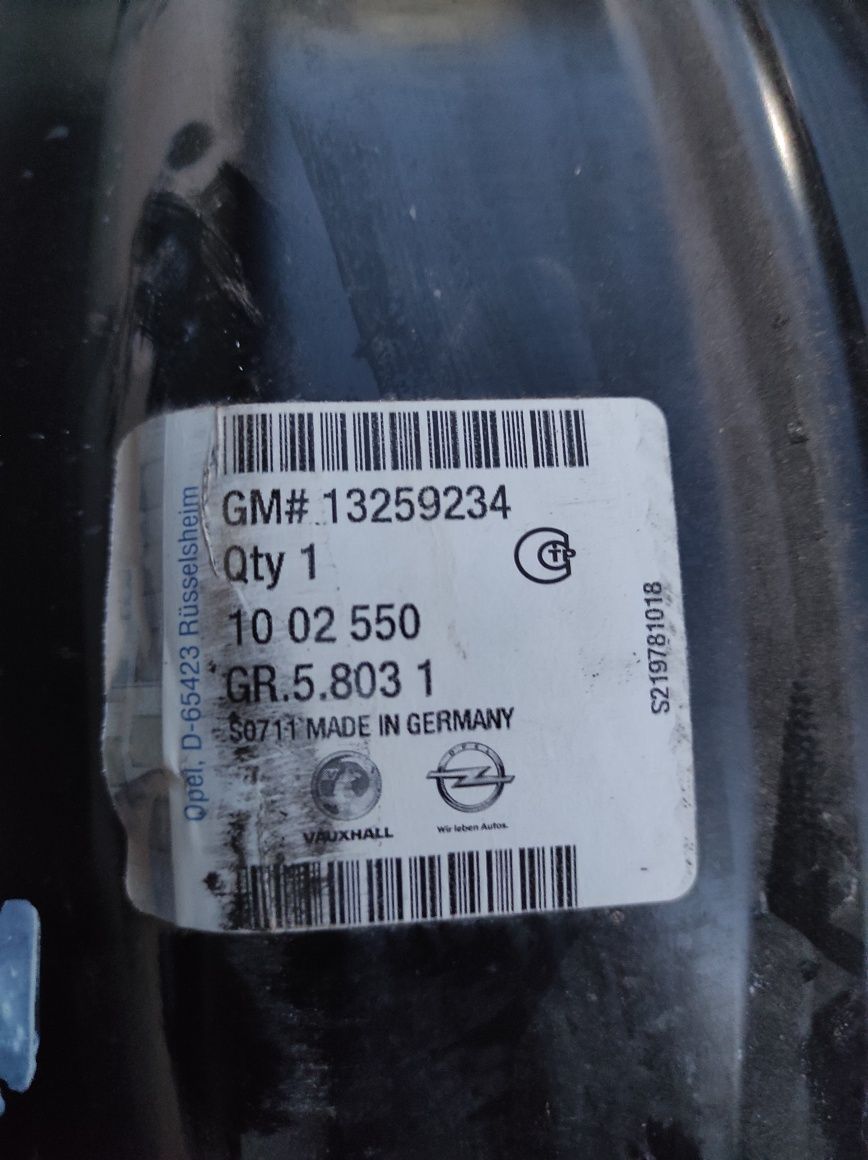 GM# 13259234
Qty 1
10 02 550
GR.5.803 1
S0711 MADE IN GERMANY
VAUXHALL
OPEL
Wir leben Autos.
Opel, D-65423 Rüsselsheim
S219781018